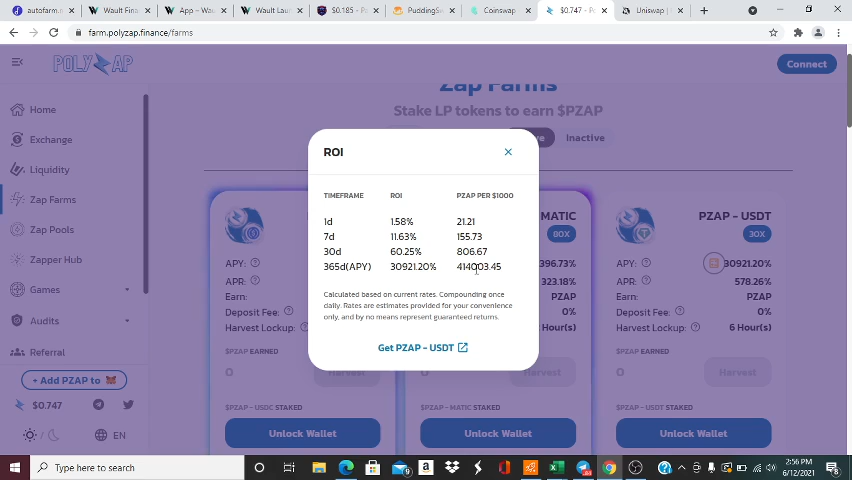 autofarm.n
Wault Fina
App – Wau
Wault Laun
$0.185 - Po
PuddingSw
Coinswap
$0.747 - Po
Uniswap |
farm.polyzap.finance/farms
POLYZAP
Connect
Zap Farms
Stake LP tokens to earn $PZAP
Inactive
Home
Exchange
Liquidity
Zap Farms
Zap Pools
Zapper Hub
Games
Audits
Referral
+ Add PZAP to
$0.747
EN
ROI
TIMEFRAME ROI PZAP PER $1000
1d 1.58% 21.21
7d 11.63% 155.73
30d 60.25% 806.67
365d(APY) 30921.20% 414003.45
Calculated based on current rates. Compounding once
daily. Rates are estimates provided for your convenience
only, and by no means represent guaranteed returns.
Get PZAP - USDT
APY:
APR:
Earn:
Deposit Fee:
Harvest Lockup:
$PZAP EARNED
0
Harvest
$PZAP - USDC STAKED
Unlock Wallet
MATIC
80X
396.73%
323.18%
PZAP
0%
Hour(s)
0
Harvest
$PZAP - MATIC STAKED
Unlock Wallet
PZAP - USDT
30X
APY: 30921.20%
APR: 578.26%
Earn: PZAP
Deposit Fee: 0%
Harvest Lockup: 6 Hour(s)
$PZAP EARNED
0
Harvest
$PZAP - USDT STAKED
Unlock Wallet
Type here to search
2:56 PM
6/12/2021